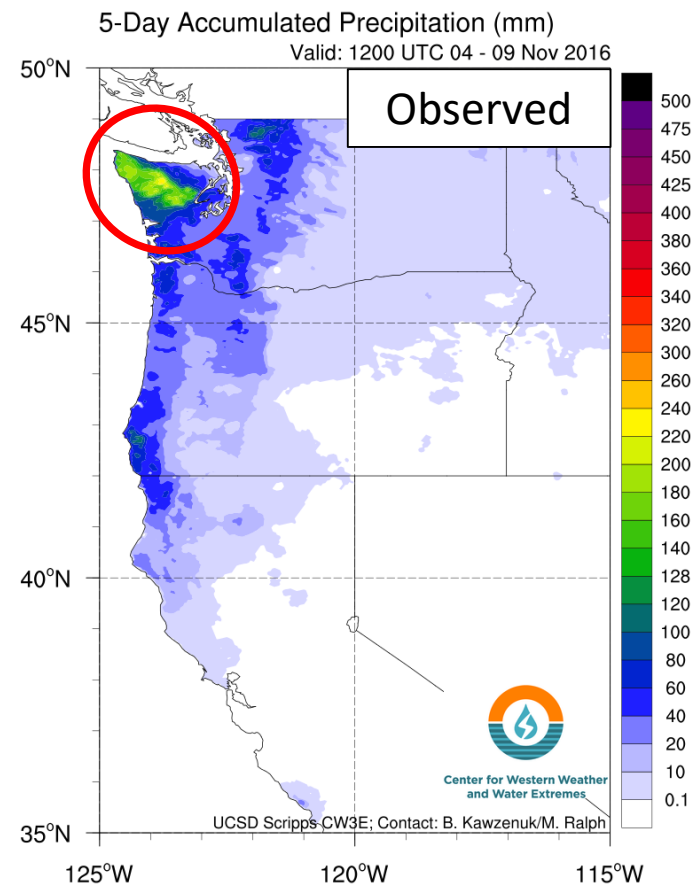 5-Day Accumulated Precipitation (mm)
Valid: 1200 UTC 04 - 09 Nov 2016
50°N
Observed
500
475
450
425
400
380
360
340
320
300
260
240
220
200
180
160
140
128
120
100
80
60
40
20
10
0.1
45°N
40°N
Center for Western Weather
and Water Extremes
UCSD Scripps CW3E; Contact: B. Kawzenuk/M. Ralph
35°N
125°W
120°W
115°W